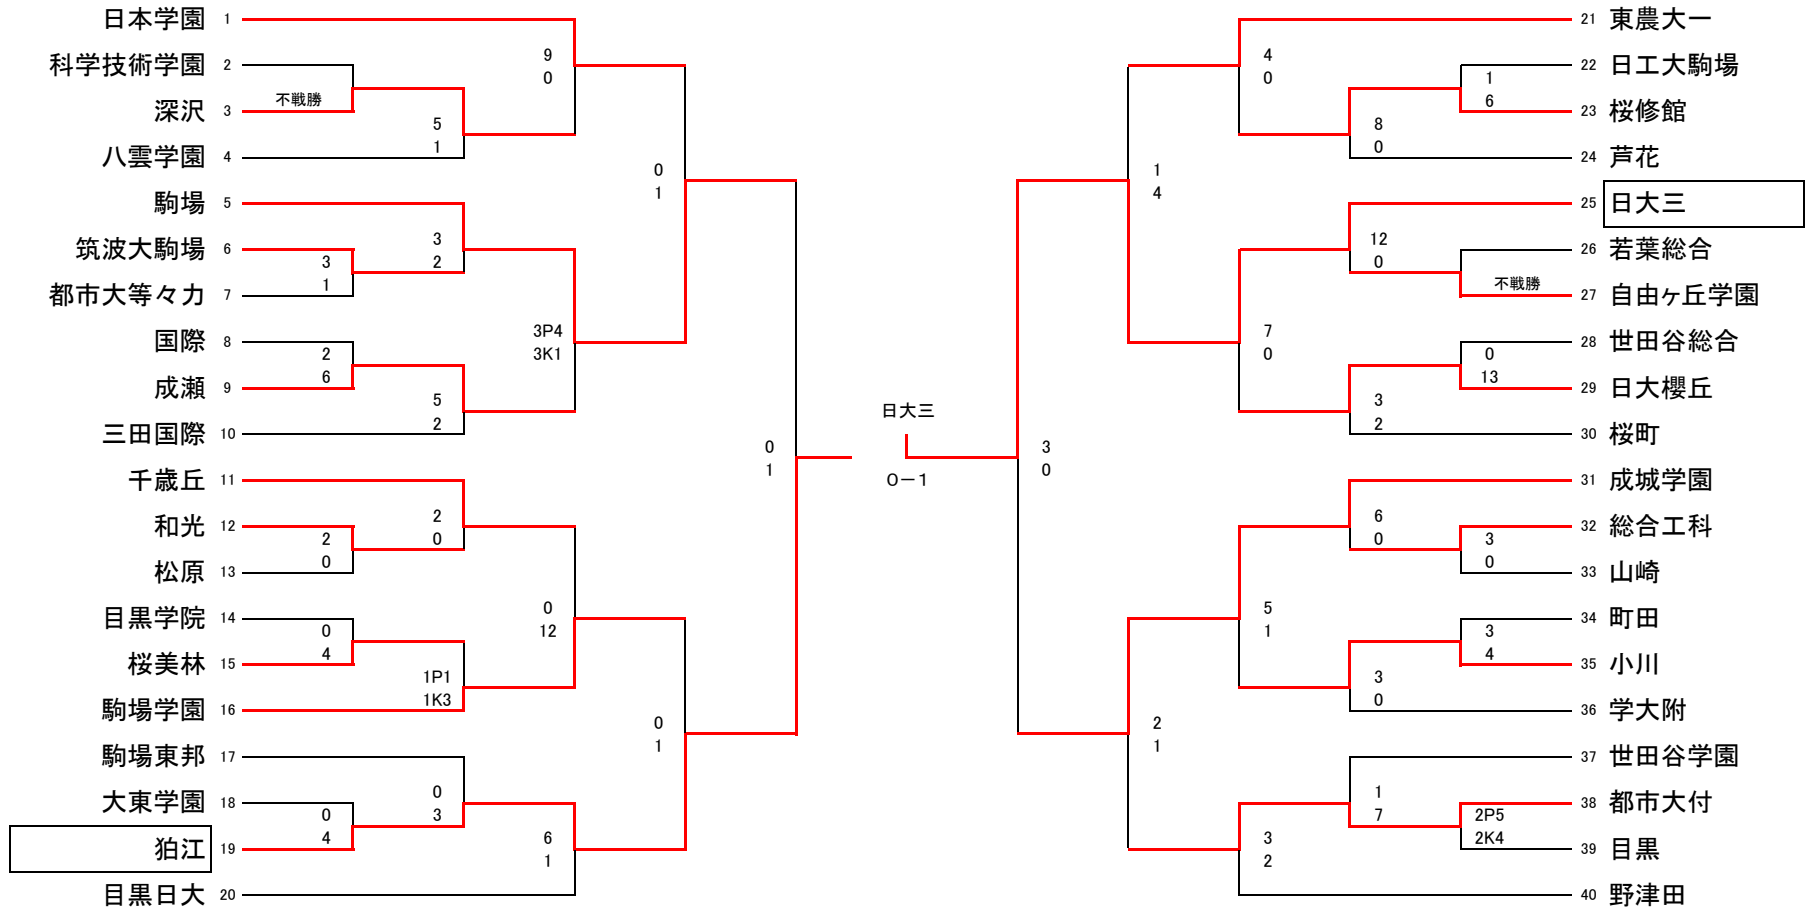 日本学園 1
科学技術学園 2
深沢 3
不戦勝
八雲学園 4
駒場 5
筑波大駒場 6
都市大等々力 7
国際 8
成瀬 9
三田国際 10
千歳丘 11
和光 12
松原 13
目黒学院 14
桜美林 15
駒場学園 16
駒場東邦 17
大東学園 18
狛江 19
目黒日大 20
5
1
3
1
3
2
2
6
5
2
2
0
2
0
0
4
1P1
1K3
0
4
0
3
9
0
3P4
3K1
0
12
6
1
0
1
0
1
0
1
日大三
0－1
3
0
1
4
2
1
4
0
7
0
5
1
3
2
8
0
12
0
3
2
6
0
3
0
1
7
1
6
不戦勝
0
13
3
0
3
4
2P5
2K4
21 東農大一
22 日工大駒場
23 桜修館
24 芦花
25 日大三
26 若葉総合
27 自由ヶ丘学園
28 世田谷総合
29 日大櫻丘
30 桜町
31 成城学園
32 総合工科
33 山崎
34 町田
35 小川
36 学大附
37 世田谷学園
38 都市大付
39 目黒
40 野津田